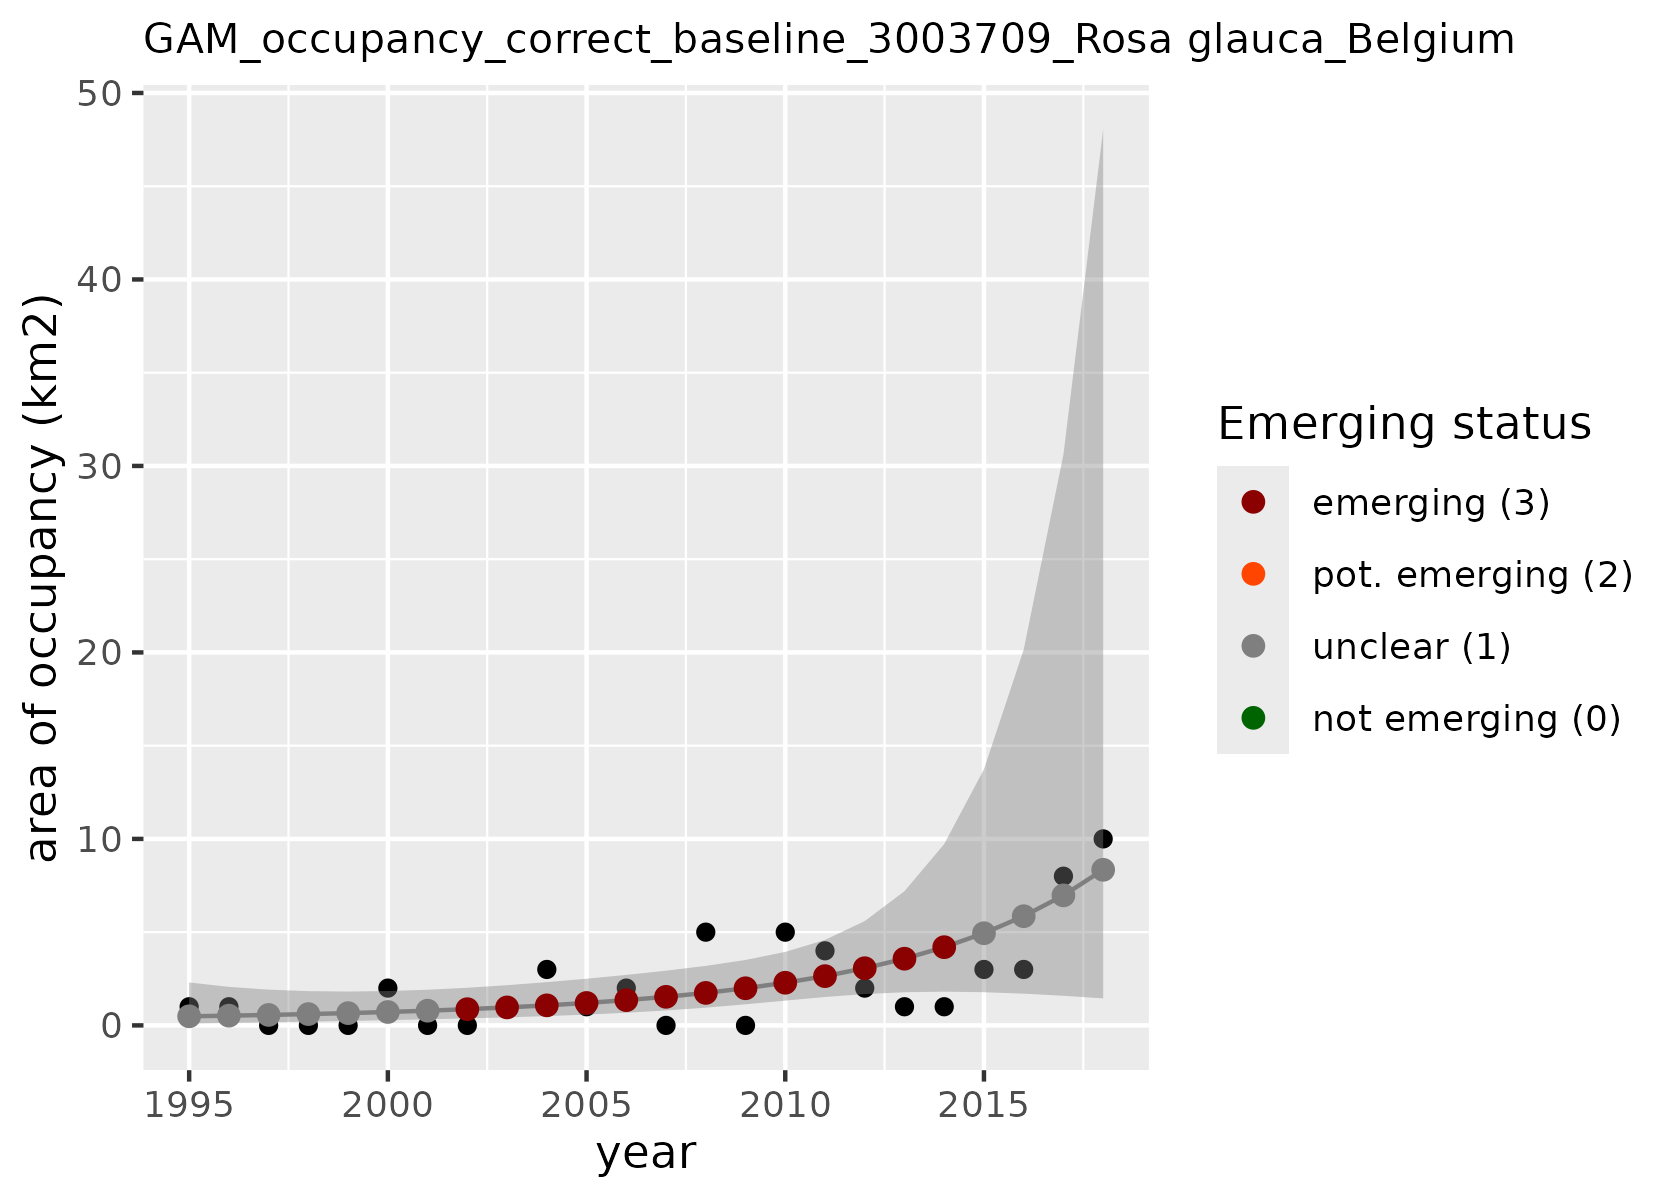 GAM_occupancy_correct_baseline_3003709_Rosa glauca_Belgium
50
40
30
20
10
0
area of occupancy (km2)
1995 2000 2005 2010 2015
year
Emerging status
emerging (3)
pot. emerging (2)
unclear (1)
not emerging (0)